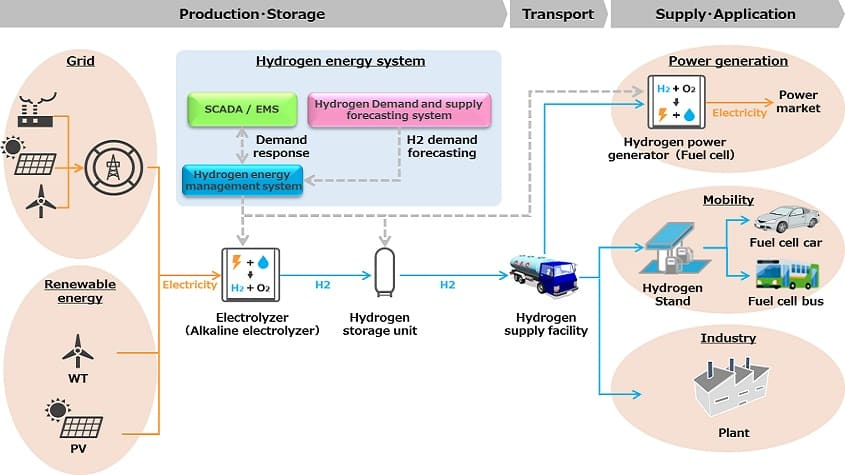 Production・Storage
Transport
Supply・Application
Grid
Hydrogen energy system
SCADA / EMS
Hydrogen Demand and supply
forecasting system
Demand
response
H2 demand
forecasting
Hydrogen energy
management system
Renewable
energy
WT
PV
Electricity
H2 + O2
Electrolyzer
(Alkaline electrolyzer)
H2
Hydrogen
storage unit
H2
Hydrogen
supply facility
Power generation
H2 + O2
Electricity
Power
market
Hydrogen power
generator (Fuel cell)
Mobility
Hydrogen
Stand
Fuel cell car
Fuel cell bus
Industry
Plant